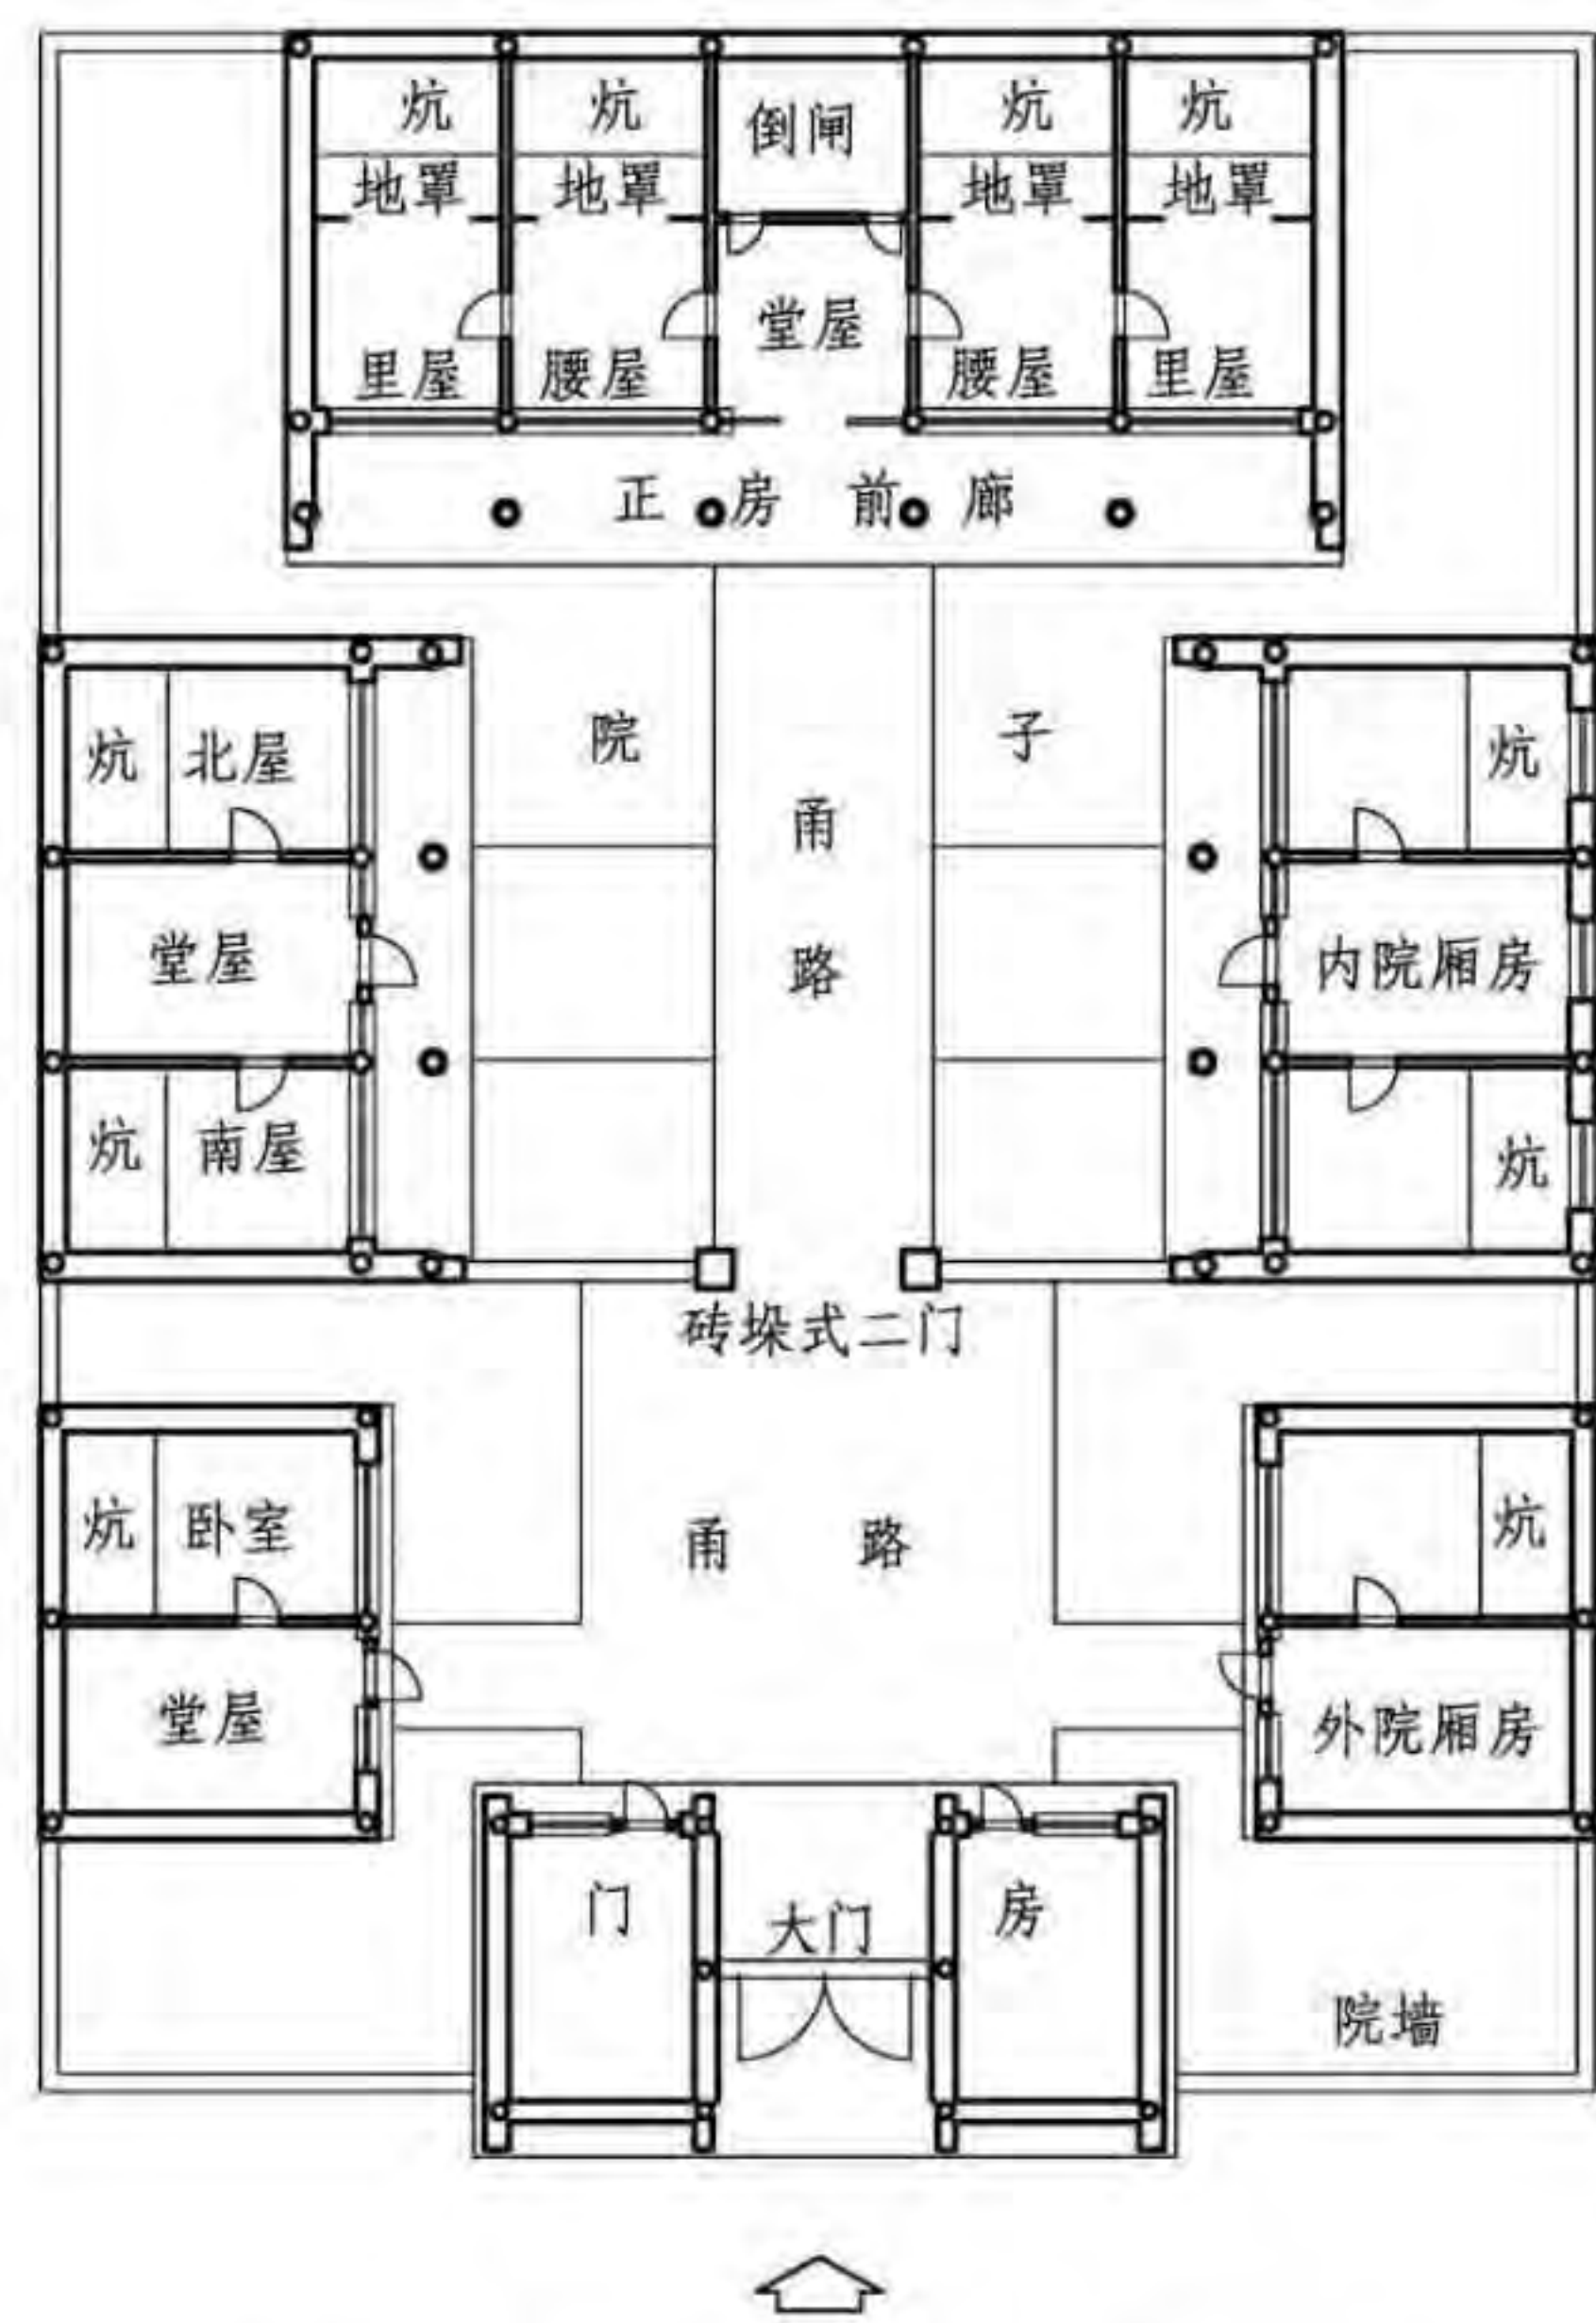 炕 炕 倒闸 炕 炕
地罩 地罩 地罩 地罩
堂屋
里屋 腰屋 腰屋 里屋
正房前廊
院 子
炕 北屋 炕
甬路
堂屋 内院厢房
炕 南屋 炕
砖垛式二门
炕 卧室 甬路 炕
堂屋 外院厢房
门 大门 房
院墙